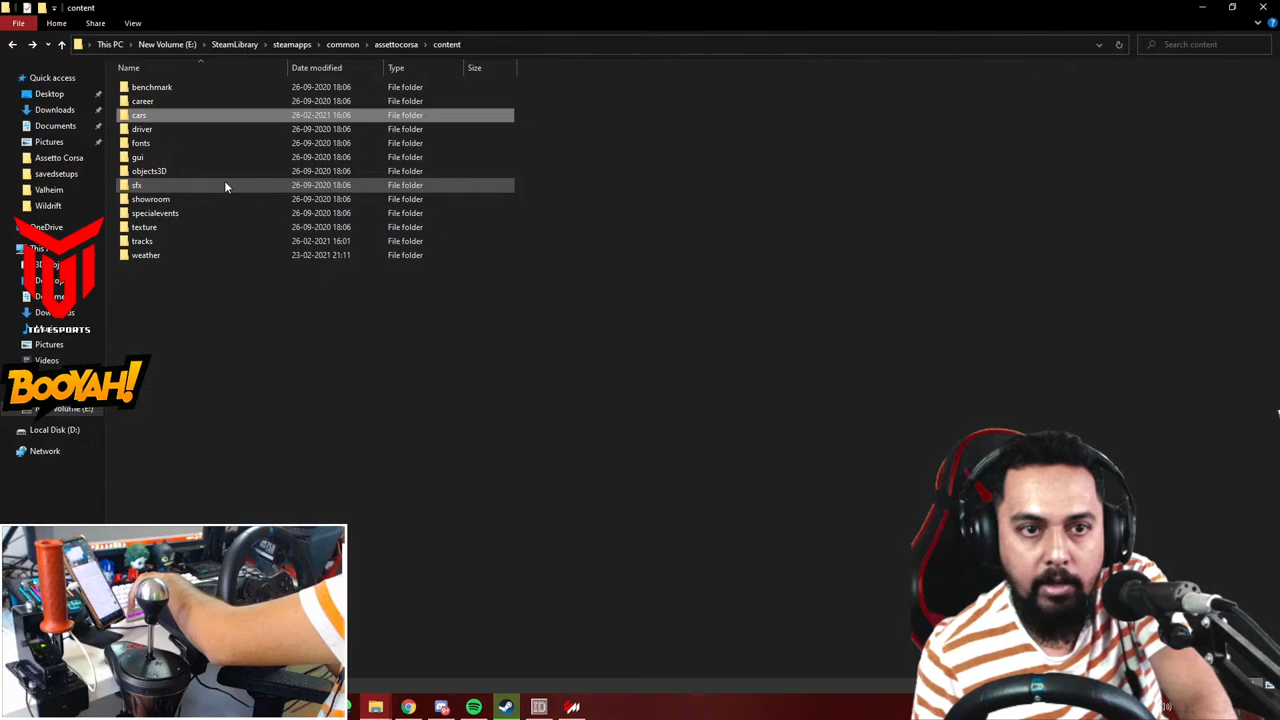 content
File
Home
Share
View
This PC
New Volume (E:)
SteamLibrary
steamapps
common
assettocorsa
content
Search content
Name
Date modified
Type
Size
Quick access
Desktop
Downloads
Documents
Pictures
Assetto Corsa
savedsetups
Valheim
Wildrift
OneDrive
benchmark 26-09-2020 18:06 File folder
career 26-09-2020 18:06 File folder
cars 26-02-2021 16:06 File folder
driver 26-09-2020 18:06 File folder
fonts 26-09-2020 18:06 File folder
gui 26-09-2020 18:06 File folder
objects3D 26-09-2020 18:06 File folder
sfx 26-09-2020 18:06 File folder
showroom 26-09-2020 18:06 File folder
specialevents 26-09-2020 18:06 File folder
texture 26-09-2020 18:06 File folder
tracks 26-02-2021 16:01 File folder
weather 23-02-2021 21:11 File folder
Pictures
Videos
BOOYAH!
Local Disk (D:)
Network